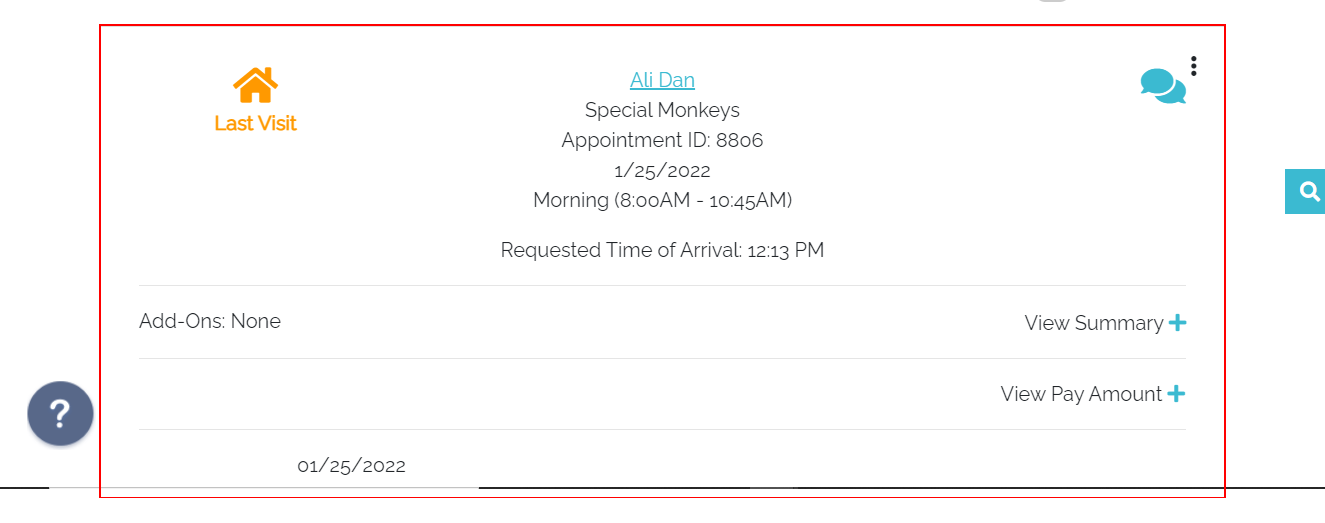 Last Visit
Ali Dan
Special Monkeys
Appointment ID: 8806
1/25/2022
Morning (8:00AM - 10:45AM)
Requested Time of Arrival: 12:13 PM
Add-Ons: None
View Summary +
View Pay Amount +
?
01/25/2022